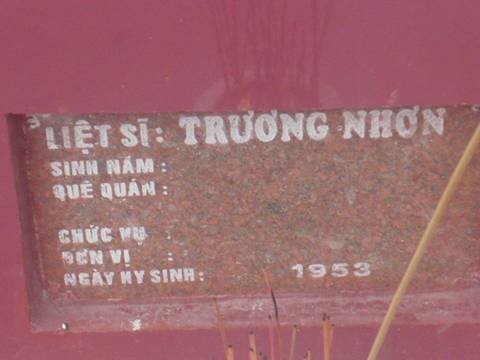 LIỆT SĨ: TRƯƠNG NHƠN
SINH NĂM :
QUÊ QUÁN :
CHỨC VỤ :
ĐƠN VỊ :
NGÀY HY SINH : 1953